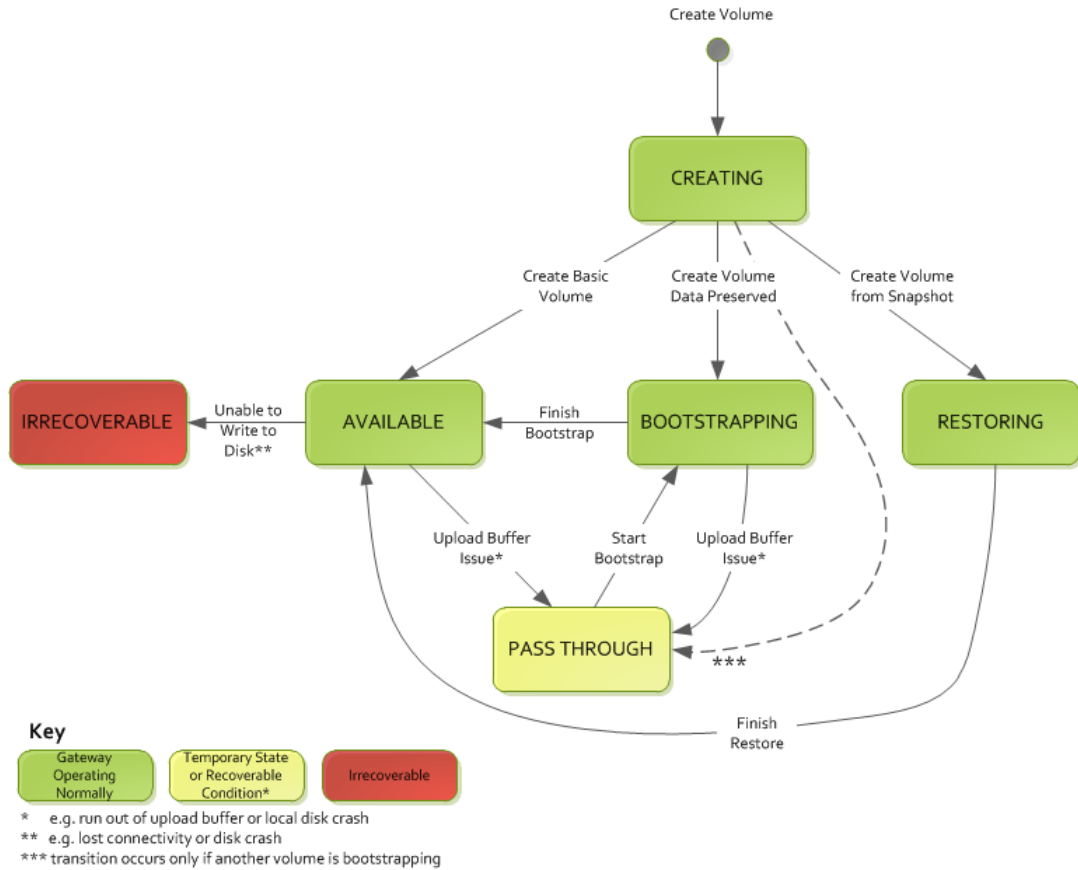 Create Volume
CREATING
Create Basic
Volume
Create Volume
Data Preserved
Create Volume
from Snapshot
IRRECOVERABLE
Unable to
Write to
Disk**
AVAILABLE
Finish
Bootstrap
BOOTSTRAPPING
RESTORING
Upload Buffer
Issue*
Start
Bootstrap
Upload Buffer
Issue*
PASS THROUGH
***
Finish
Restore
Key
Gateway
Operating
Normally
Temporary State
or Recoverable
Condition*
Irrecoverable
* e.g. run out of upload buffer or local disk crash
** e.g. lost connectivity or disk crash
*** transition occurs only if another volume is bootstrapping